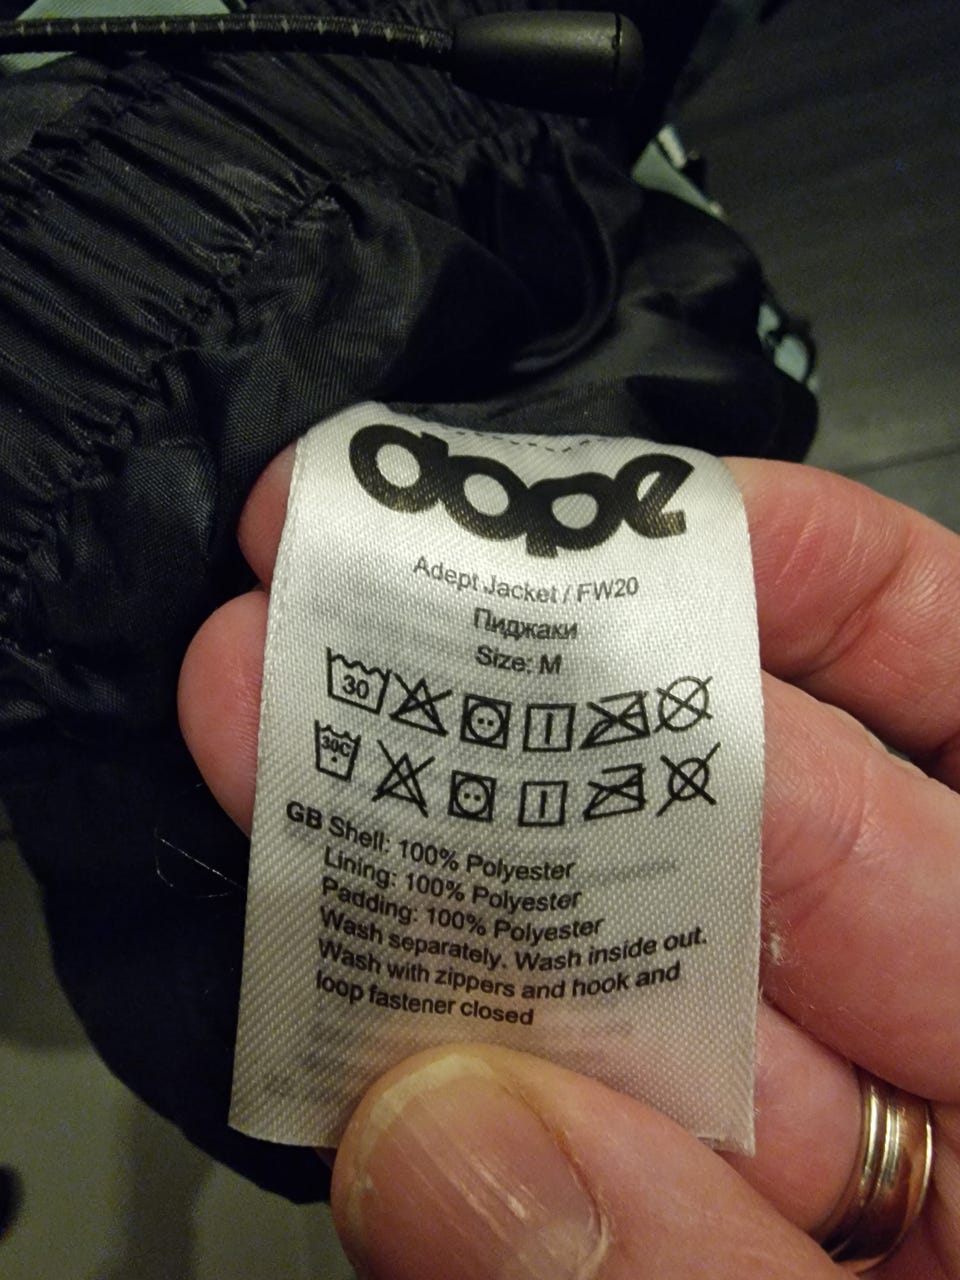 dope
Adept Jacket / FW20
Пиджаки
Size: M
30
30C
GB Shell: 100% Polyester
Lining: 100% Polyester
Padding: 100% Polyester
Wash separately. Wash inside out.
Wash with zippers and hook and
loop fastener closed